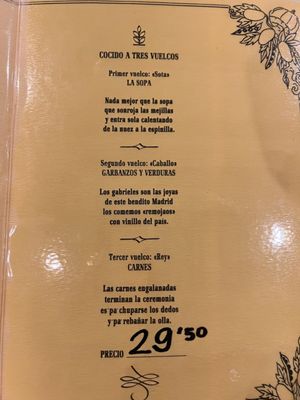 COCIDO A TRES VUELCOS
Primer vuelco: «Sota»
LA SOPA
Nada mejor que la sopa
que sonroja las mejillas
y entra sola calentando
de la nuez a la espinilla.
Segundo vuelco: «Caballo»
GARBANZOS Y VERDURAS
Los gabrieles son las joyas
de este bendito Madrid
los comemos «remojaos»
con vinillo del país.
Tercer vuelco: «Rey»
CARNES
Las carnes engalanadas
terminan la ceremonia
es pa chuparse los dedos
y pa rebañar la olla.
PRECIO 29'50